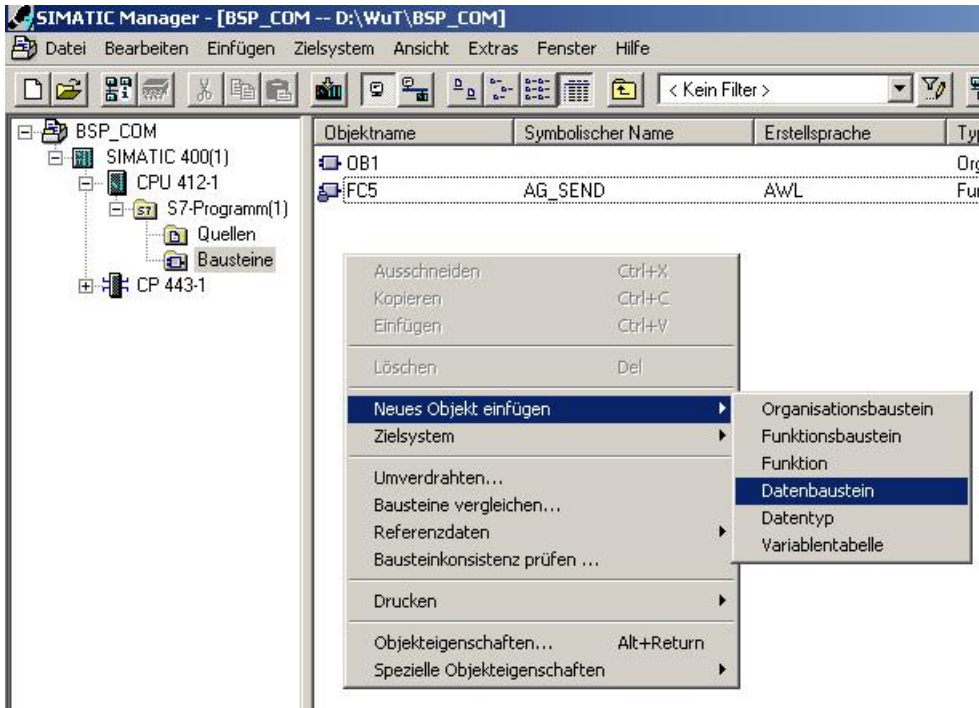 SIMATIC Manager - [BSP_COM -- D:\WuT\BSP_COM]
Datei Bearbeiten Einfügen Zielsystem Ansicht Extras Fenster Hilfe
< Kein Filter >
BSP_COM
SIMATIC 400(1)
CPU 412-1
S7-Programm(1)
Quellen
Bausteine
CP 443-1
Objektname Symbolischer Name Erstellsprache Typ
OB1 Org
FC5 AG_SEND AWL Fun
Ausschneiden Ctrl+X
Kopieren Ctrl+C
Einfügen Ctrl+V
Löschen Del
Neues Objekt einfügen
Zielsystem
Umverdrahten...
Bausteine vergleichen...
Referenzdaten
Bausteinkonsistenz prüfen ...
Drucken
Objekteigenschaften... Alt+Return
Spezielle Objekteigenschaften
Organisationsbaustein
Funktionsbaustein
Funktion
Datenbaustein
Datentyp
Variablentabelle